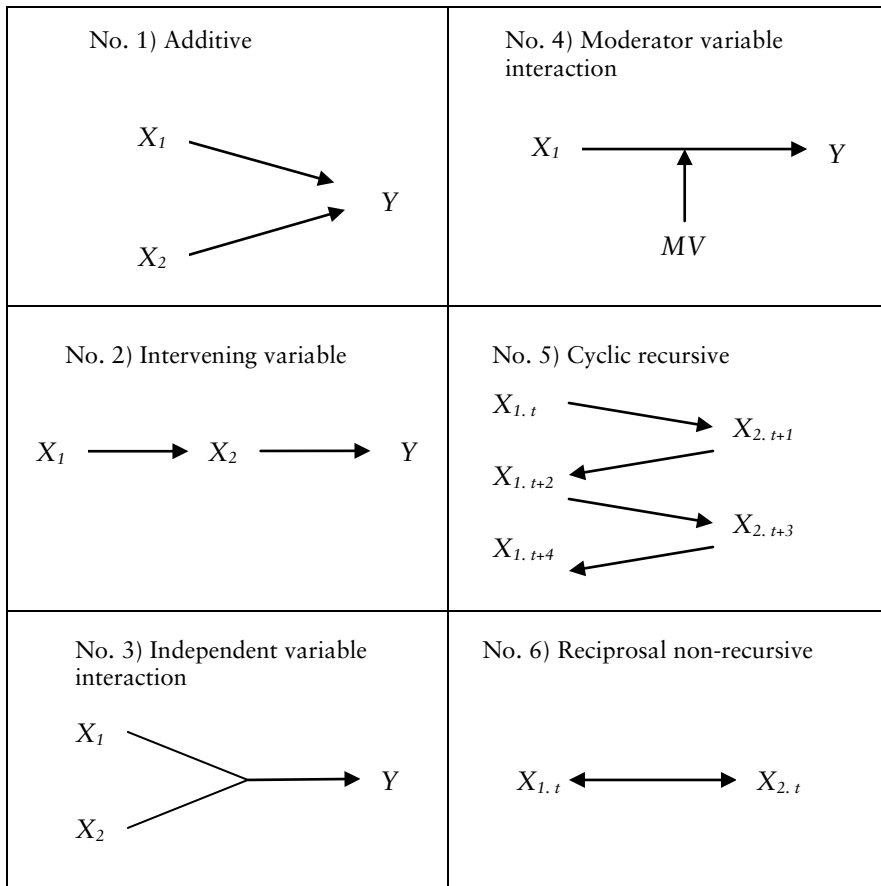 No. 1) Additive
X1
Y
X2
No. 4) Moderator variable
interaction
X1
Y
MV
No. 2) Intervening variable
X1
X2
Y
No. 5) Cyclic recursive
X1. t
X2. t+1
X1. t+2
X2. t+3
X1. t+4
No. 3) Independent variable
interaction
X1
Y
X2
No. 6) Reciprosal non-recursive
X1. t
X2. t